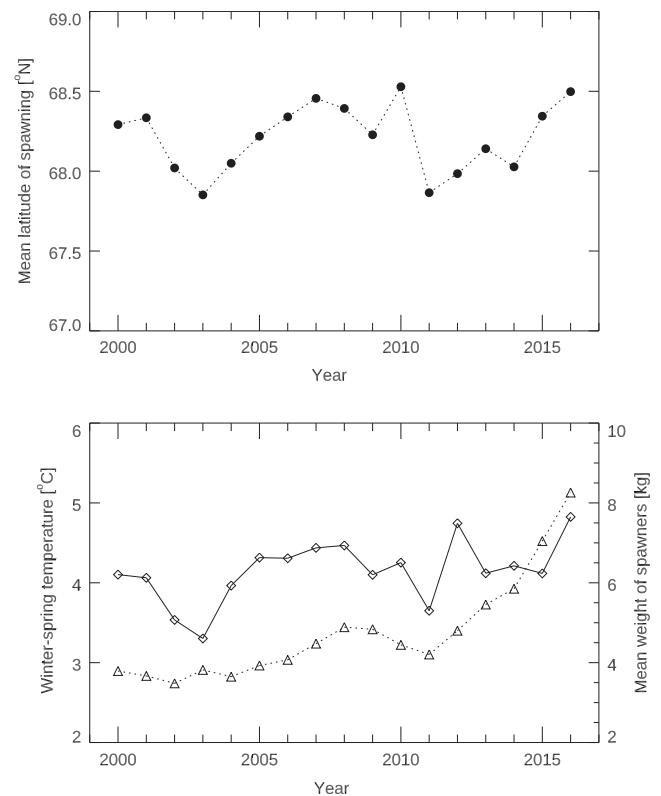 69.0
68.5
68.0
67.5
67.0
Mean latitude of spawning [°N]
2000 2005 2010 2015
Year
6
5
4
3
2
Winter-spring temperature [°C]
10
8
6
4
2
Mean weight of spawners [kg]
2000 2005 2010 2015
Year